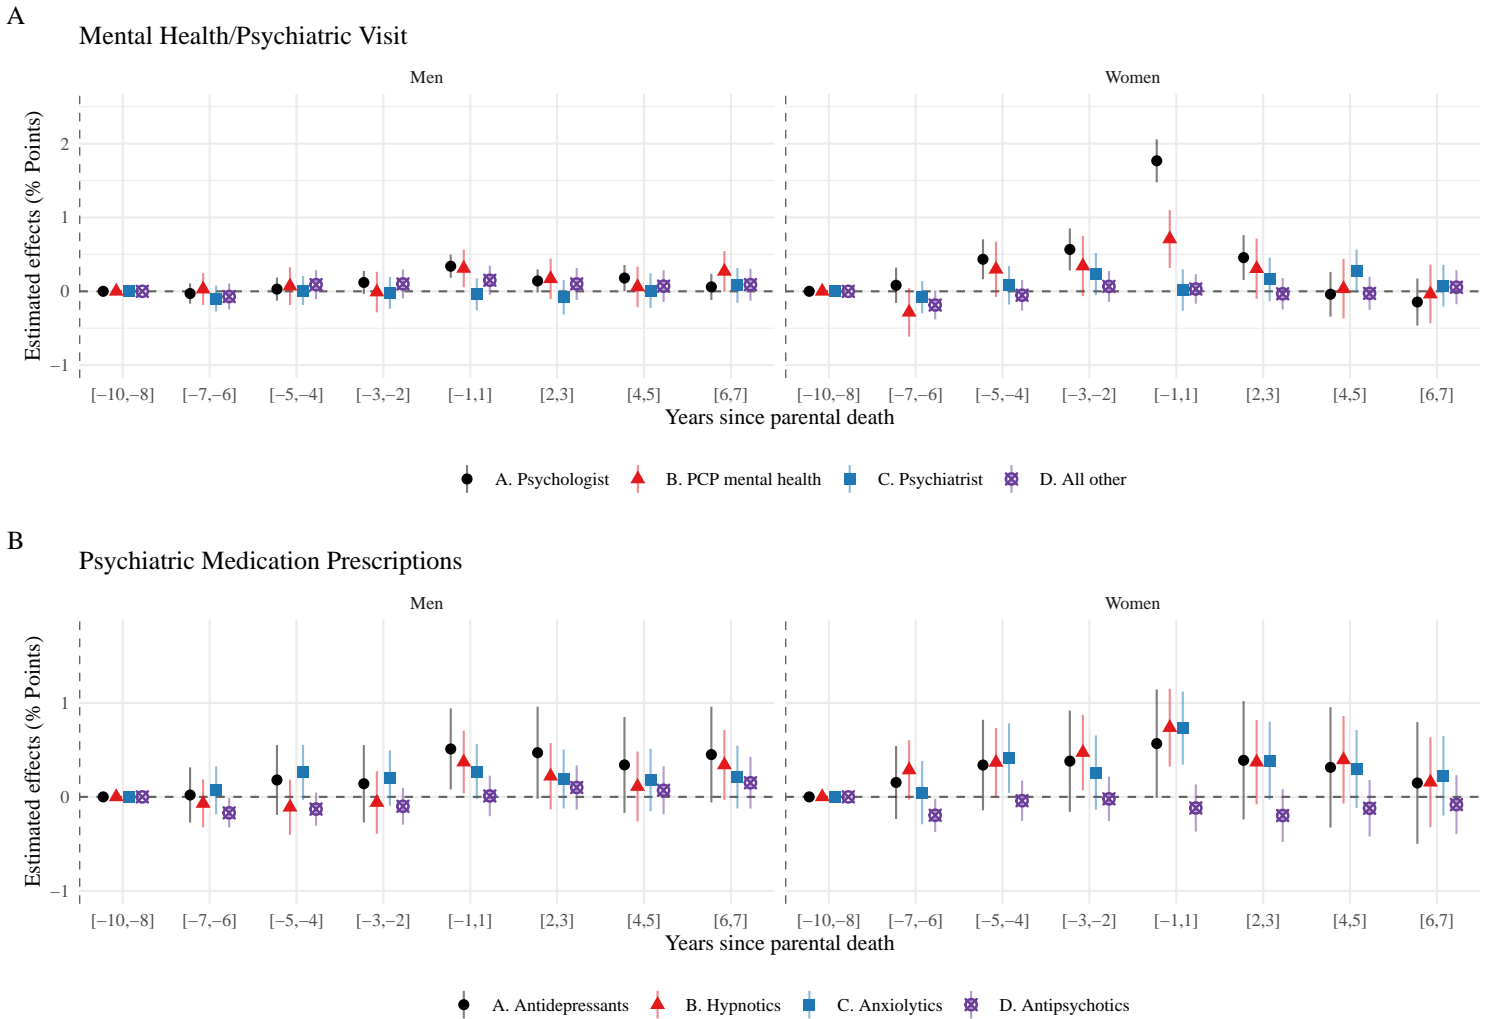 A
Mental Health/Psychiatric Visit
Men
Women
Estimated effects (% Points)
2
1
0
−1
[−10,−8] [−7,−6] [−5,−4] [−3,−2] [−1,1] [2,3] [4,5] [6,7]
[−10,−8] [−7,−6] [−5,−4] [−3,−2] [−1,1] [2,3] [4,5] [6,7]
Years since parental death
A. Psychologist B. PCP mental health C. Psychiatrist D. All other
B
Psychiatric Medication Prescriptions
Men
Women
Estimated effects (% Points)
1
0
−1
[−10,−8] [−7,−6] [−5,−4] [−3,−2] [−1,1] [2,3] [4,5] [6,7]
[−10,−8] [−7,−6] [−5,−4] [−3,−2] [−1,1] [2,3] [4,5] [6,7]
Years since parental death
A. Antidepressants B. Hypnotics C. Anxiolytics D. Antipsychotics